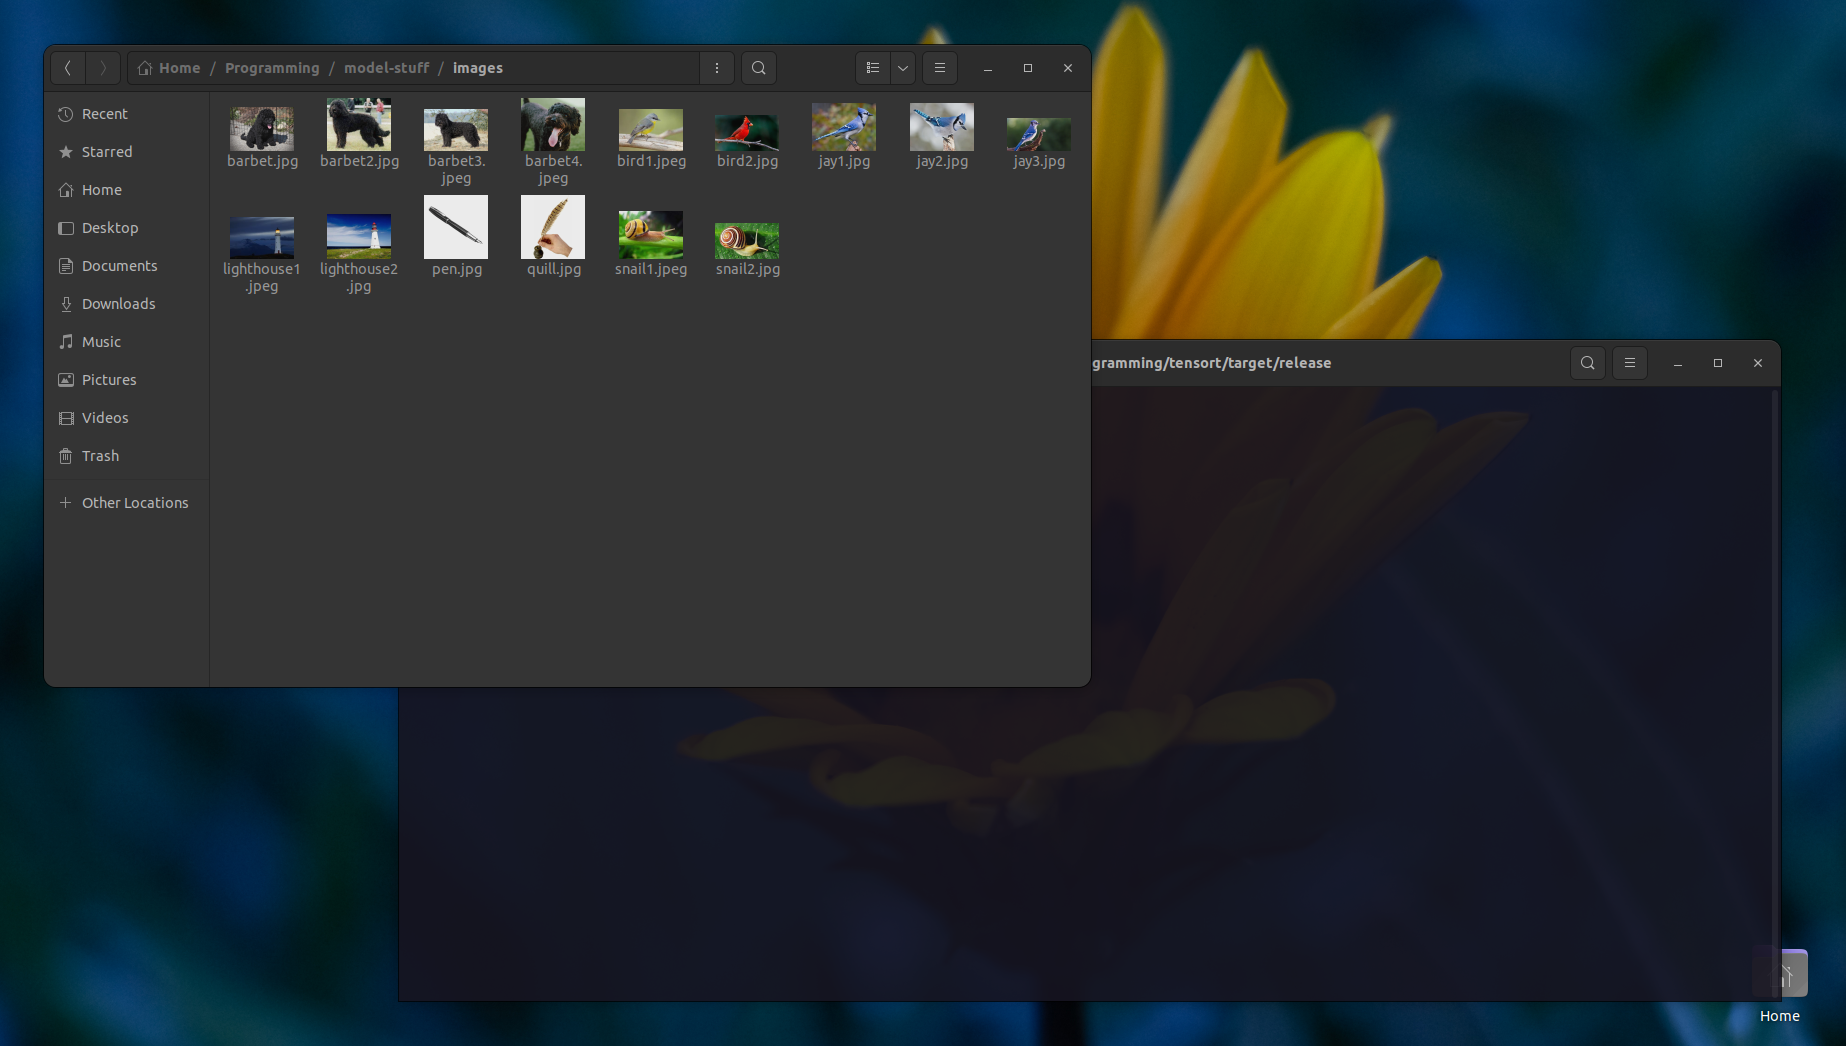 Home / Programming / model-stuff / images
Recent
Starred
Home
Desktop
Documents
Downloads
Music
Pictures
Videos
Trash
Other Locations
barbet.jpg
barbet2.jpg
barbet3.
jpeg
barbet4.
jpeg
bird1.jpeg
bird2.jpg
jay1.jpg
jay2.jpg
jay3.jpg
lighthouse1
.jpeg
lighthouse2
.jpg
pen.jpg
quill.jpg
snail1.jpeg
snail2.jpg
gramming/tensort/target/release
Home